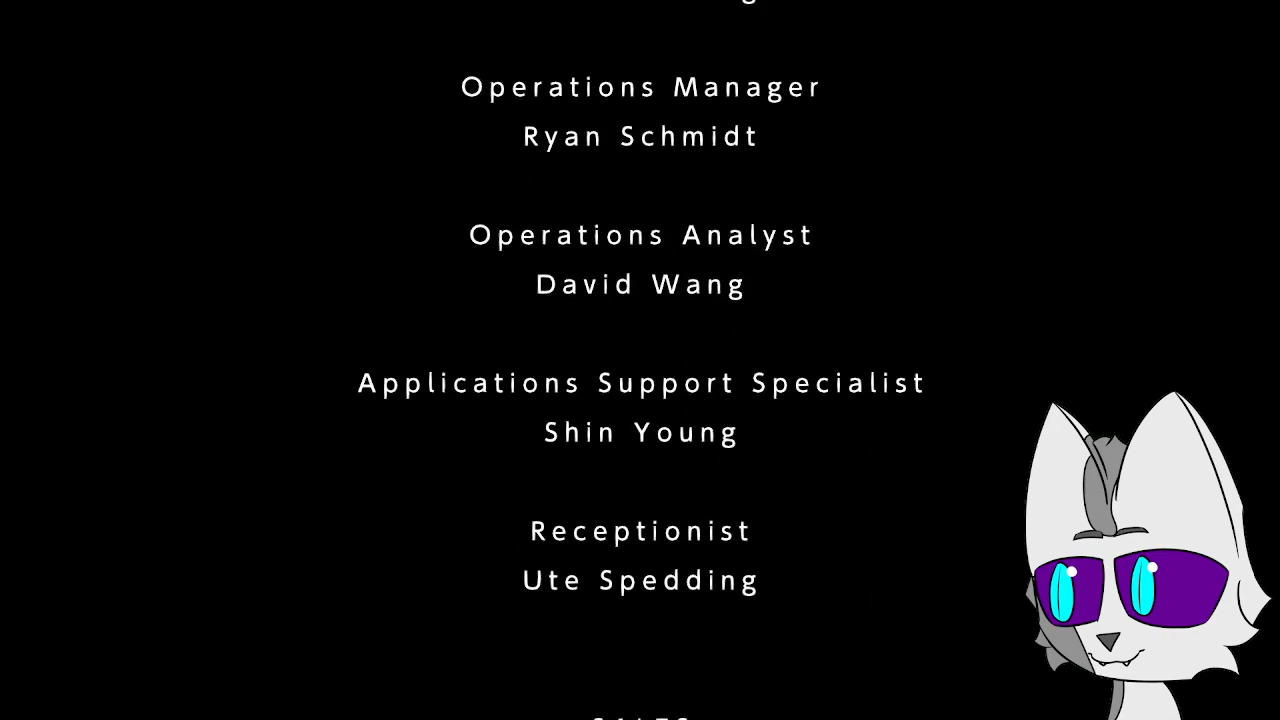 Operations Manager
Ryan Schmidt
Operations Analyst
David Wang
Applications Support Specialist
Shin Young
Receptionist
Ute Spedding